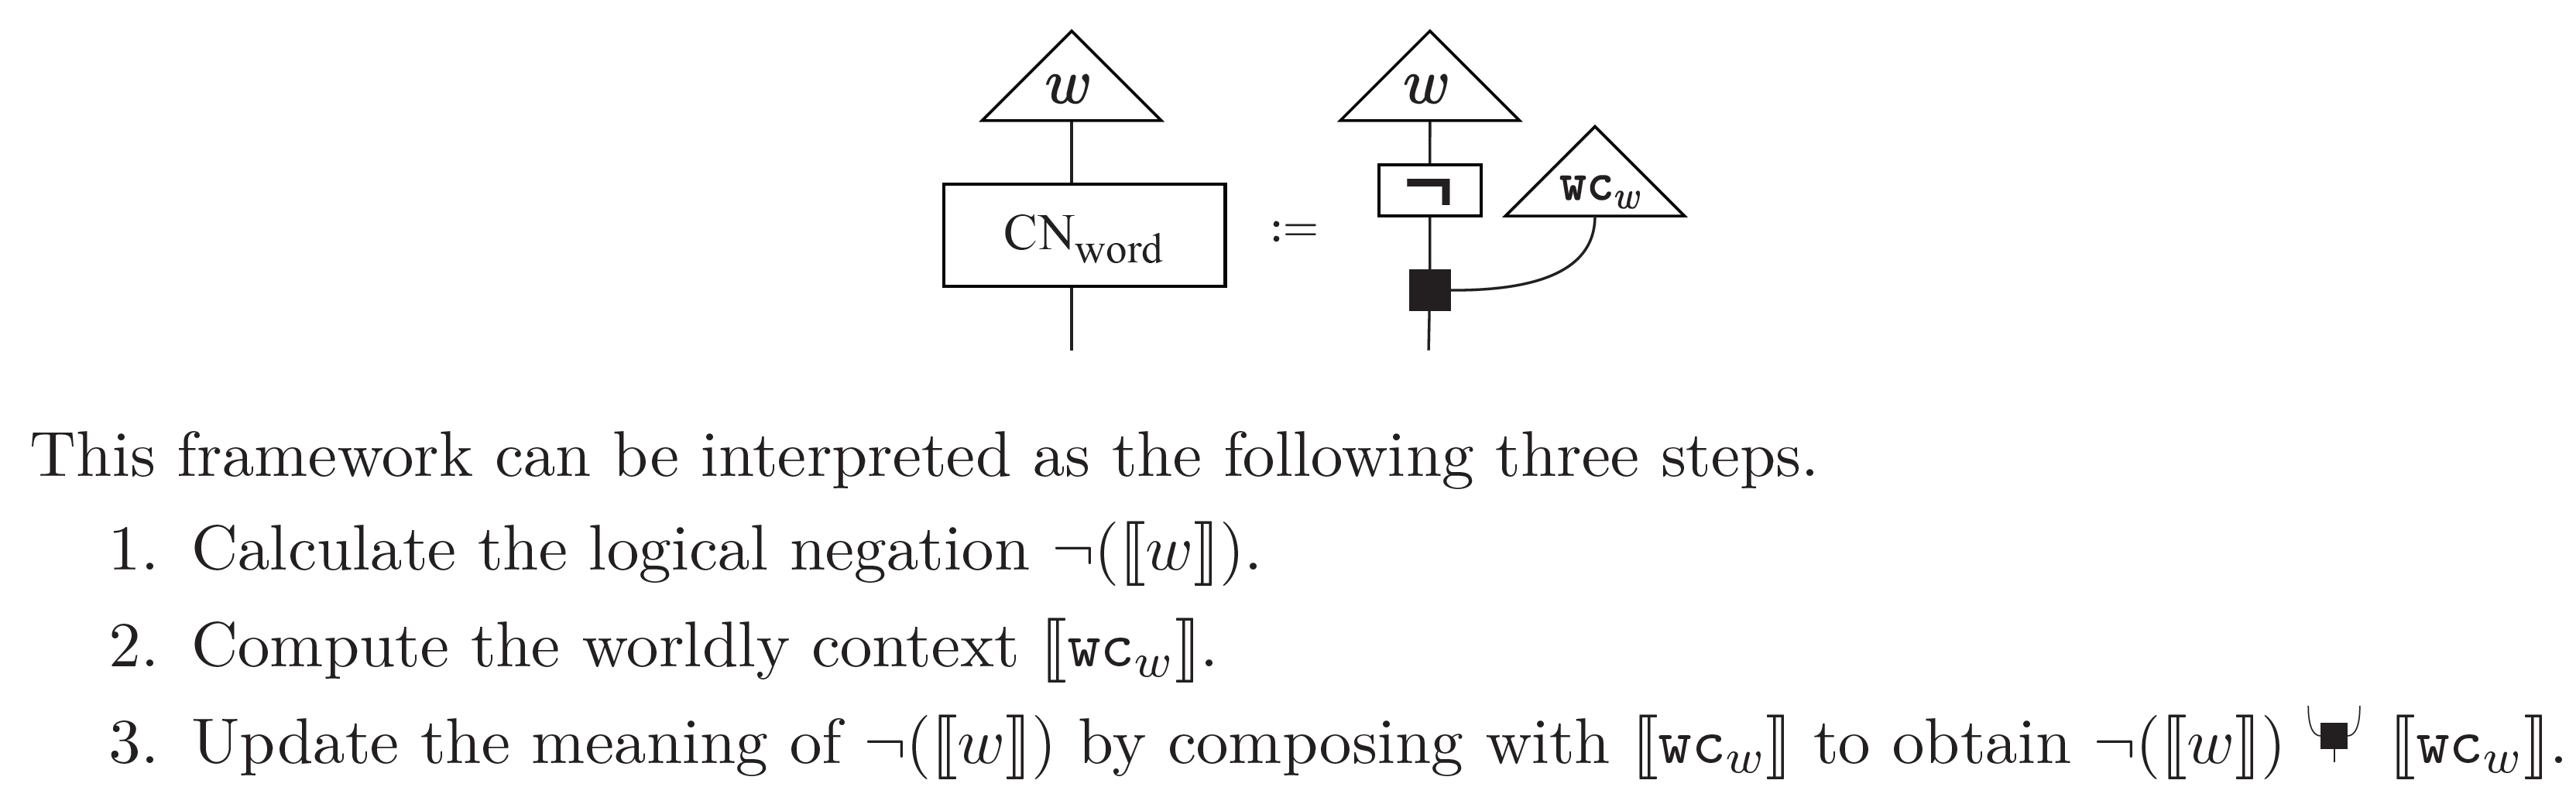 w w
¬ wc_w
CN_word :=
This framework can be interpreted as the following three steps.
1. Calculate the logical negation ¬(⟦w⟧).
2. Compute the worldly context ⟦wc_w⟧.
3. Update the meaning of ¬(⟦w⟧) by composing with ⟦wc_w⟧ to obtain ¬(⟦w⟧) ⟦wc_w⟧.